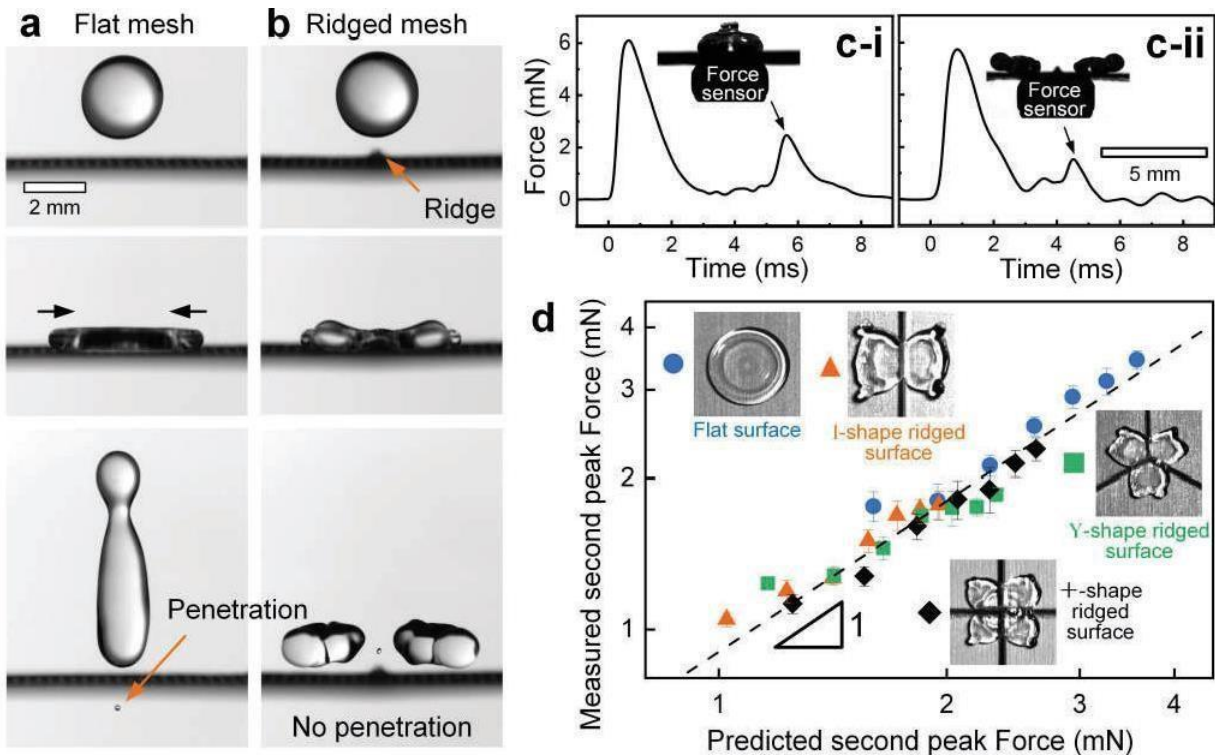 a
Flat mesh
2 mm
Penetration
b
Ridged mesh
Ridge
No penetration
c-i
Force (mN)
6
4
2
0
Force
sensor
0 2 4 6 8
Time (ms)
c-ii
Force
sensor
5 mm
0 2 4 6 8
Time (ms)
d
Measured second peak Force (mN)
4
3
2
1
Flat surface
I-shape ridged
surface
Y-shape ridged
surface
+-shape
ridged
surface
1
1 2 3 4
Predicted second peak Force (mN)